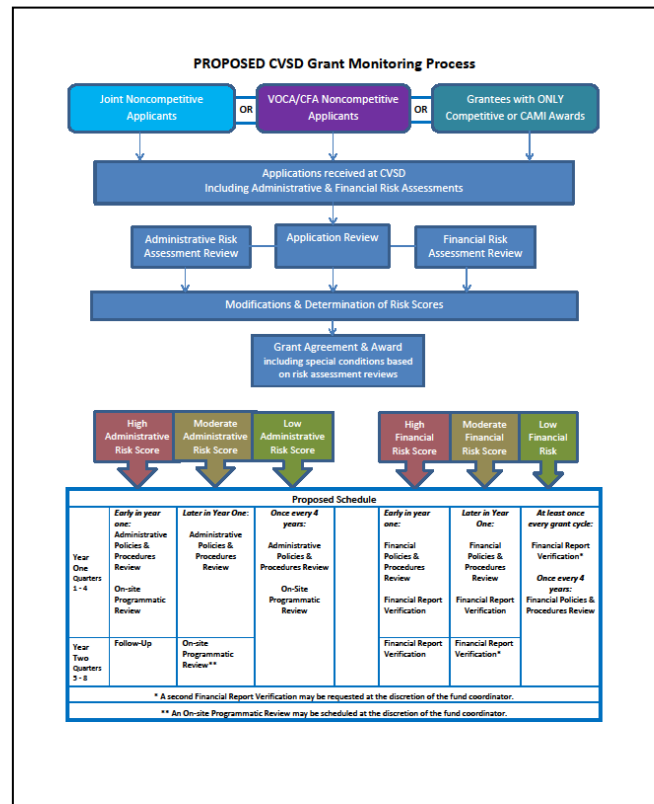 PROPOSED CVSD Grant Monitoring Process
Joint Noncompetitive
Applicants
OR
VOCA/CFA Noncompetitive
Applicants
OR
Grantees with ONLY
Competitive or CAMI Awards
Applications received at CVSD
Including Administrative & Financial Risk Assessments
Administrative Risk
Assessment Review
Application Review
Financial Risk
Assessment Review
Modifications & Determination of Risk Scores
Grant Agreement & Award
including special conditions based
on risk assessment reviews
High
Administrative
Risk Score
Moderate
Administrative
Risk Score
Low
Administrative
Risk Score
High
Financial
Risk Score
Moderate
Financial Risk
Score
Low
Financial
Risk
Proposed Schedule
Year
One
Quarters
1 - 4
Early in year
one:
Administrative
Policies &
Procedures
Review
On-site
Programmatic
Review
Later in Year One:
Administrative
Policies &
Procedures
Review
Once every 4
years:
Administrative
Policies &
Procedures Review
On-Site
Programmatic
Review
Early in year
one:
Financial
Policies &
Procedures
Review
Financial Report
Verification
Later in Year
One:
Financial
Policies &
Procedures
Review
Financial Report
Verification
At least once
every grant cycle:
Financial Report
Verification*
Once every 4
years:
Financial Policies &
Procedures Review
Year
Two
Quarters
5 - 8
Follow-Up
On-site
Programmatic
Review**
Financial Report
Verification
Financial Report
Verification*
* A second Financial Report Verification may be requested at the discretion of the fund coordinator.
** An On-site Programmatic Review may be scheduled at the discretion of the fund coordinator.